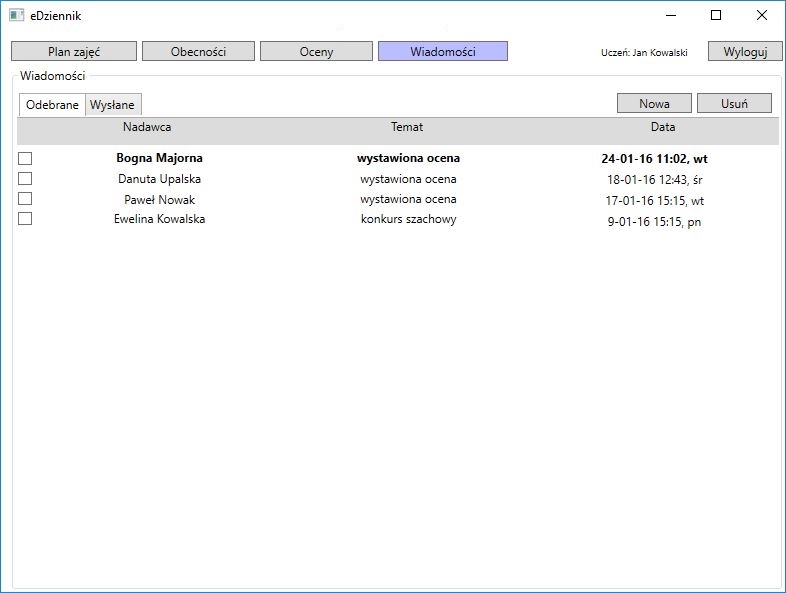 eDziennik
Plan zajęć Obecności Oceny Wiadomości Uczeń: Jan Kowalski Wyloguj
Wiadomości
Odebrane Wysłane Nowa Usuń
Nadawca Temat Data
Bogna Majorna wystawiona ocena 24-01-16 11:02, wt
Danuta Upalska wystawiona ocena 18-01-16 12:43, śr
Paweł Nowak wystawiona ocena 17-01-16 15:15, wt
Ewelina Kowalska konkurs szachowy 9-01-16 15:15, pn